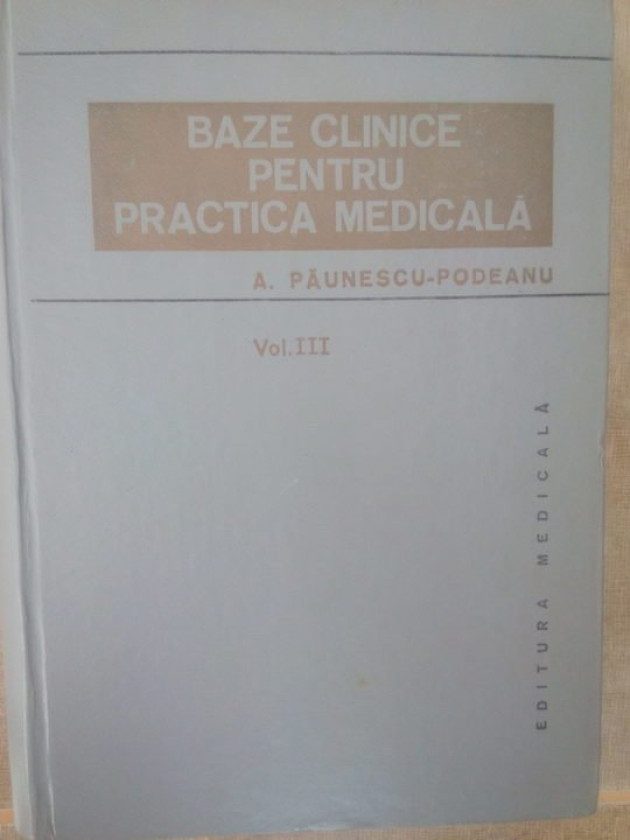 BAZE CLINICE
PENTRU
PRACTICA MEDICALĂ
A. PĂUNESCU-PODEANU
Vol. III
EDITURA MEDICALĂ